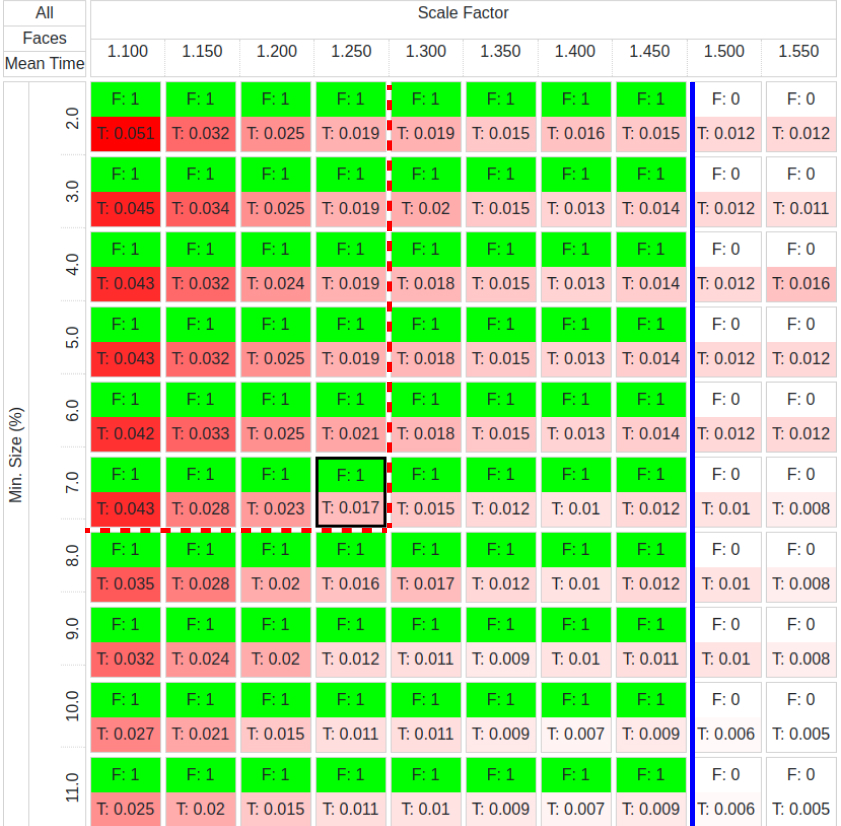 All Scale Factor
Faces
Mean Time 1.100 1.150 1.200 1.250 1.300 1.350 1.400 1.450 1.500 1.550
Min. Size (%)
2.0 F: 1 F: 1 F: 1 F: 1 F: 1 F: 1 F: 1 F: 1 F: 0 F: 0
T: 0.051 T: 0.032 T: 0.025 T: 0.019 T: 0.019 T: 0.015 T: 0.016 T: 0.015 T: 0.012 T: 0.012
3.0 F: 1 F: 1 F: 1 F: 1 F: 1 F: 1 F: 1 F: 1 F: 0 F: 0
T: 0.045 T: 0.034 T: 0.025 T: 0.019 T: 0.02 T: 0.015 T: 0.013 T: 0.014 T: 0.012 T: 0.011
4.0 F: 1 F: 1 F: 1 F: 1 F: 1 F: 1 F: 1 F: 1 F: 0 F: 0
T: 0.043 T: 0.032 T: 0.024 T: 0.019 T: 0.018 T: 0.015 T: 0.013 T: 0.014 T: 0.012 T: 0.016
5.0 F: 1 F: 1 F: 1 F: 1 F: 1 F: 1 F: 1 F: 1 F: 0 F: 0
T: 0.043 T: 0.032 T: 0.025 T: 0.019 T: 0.018 T: 0.015 T: 0.013 T: 0.014 T: 0.012 T: 0.012
6.0 F: 1 F: 1 F: 1 F: 1 F: 1 F: 1 F: 1 F: 1 F: 0 F: 0
T: 0.042 T: 0.033 T: 0.025 T: 0.021 T: 0.018 T: 0.015 T: 0.013 T: 0.014 T: 0.012 T: 0.012
7.0 F: 1 F: 1 F: 1 F: 1 F: 1 F: 1 F: 1 F: 1 F: 0 F: 0
T: 0.043 T: 0.028 T: 0.023 T: 0.017 T: 0.015 T: 0.012 T: 0.01 T: 0.012 T: 0.01 T: 0.008
8.0 F: 1 F: 1 F: 1 F: 1 F: 1 F: 1 F: 1 F: 1 F: 0 F: 0
T: 0.035 T: 0.028 T: 0.02 T: 0.016 T: 0.017 T: 0.012 T: 0.01 T: 0.012 T: 0.01 T: 0.008
9.0 F: 1 F: 1 F: 1 F: 1 F: 1 F: 1 F: 1 F: 1 F: 0 F: 0
T: 0.032 T: 0.024 T: 0.02 T: 0.012 T: 0.011 T: 0.009 T: 0.01 T: 0.011 T: 0.01 T: 0.008
10.0 F: 1 F: 1 F: 1 F: 1 F: 1 F: 1 F: 1 F: 1 F: 0 F: 0
T: 0.027 T: 0.021 T: 0.015 T: 0.011 T: 0.011 T: 0.009 T: 0.007 T: 0.009 T: 0.006 T: 0.005
11.0 F: 1 F: 1 F: 1 F: 1 F: 1 F: 1 F: 1 F: 1 F: 0 F: 0
T: 0.025 T: 0.02 T: 0.015 T: 0.011 T: 0.01 T: 0.009 T: 0.007 T: 0.009 T: 0.006 T: 0.005